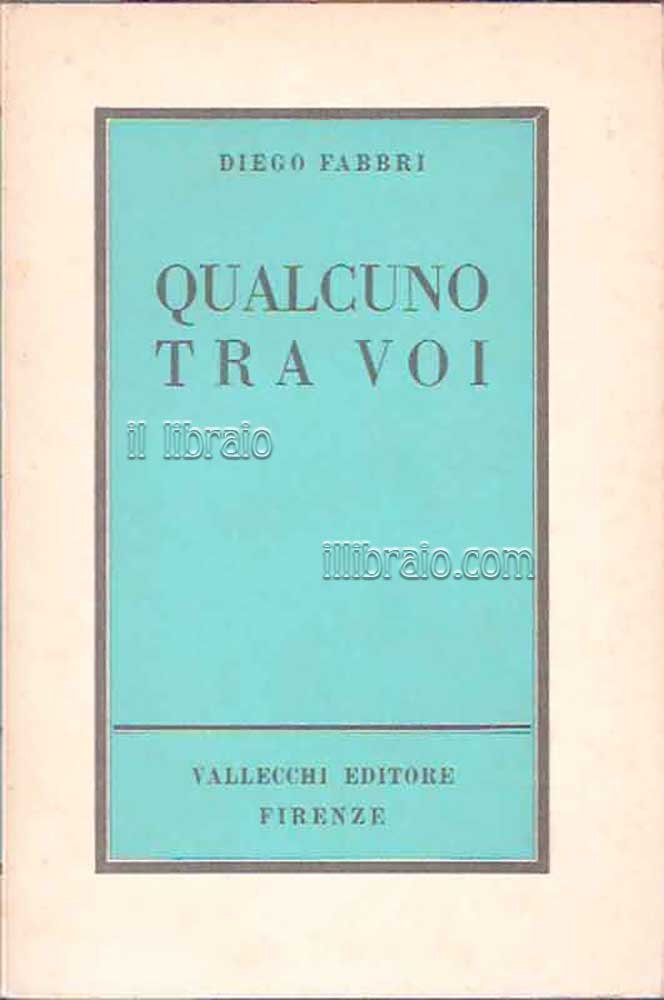 DIEGO FABBRI
QUALCUNO
TRA VOI
il libraio
illibraio.com
VALLECCHI EDITORE
FIRENZE